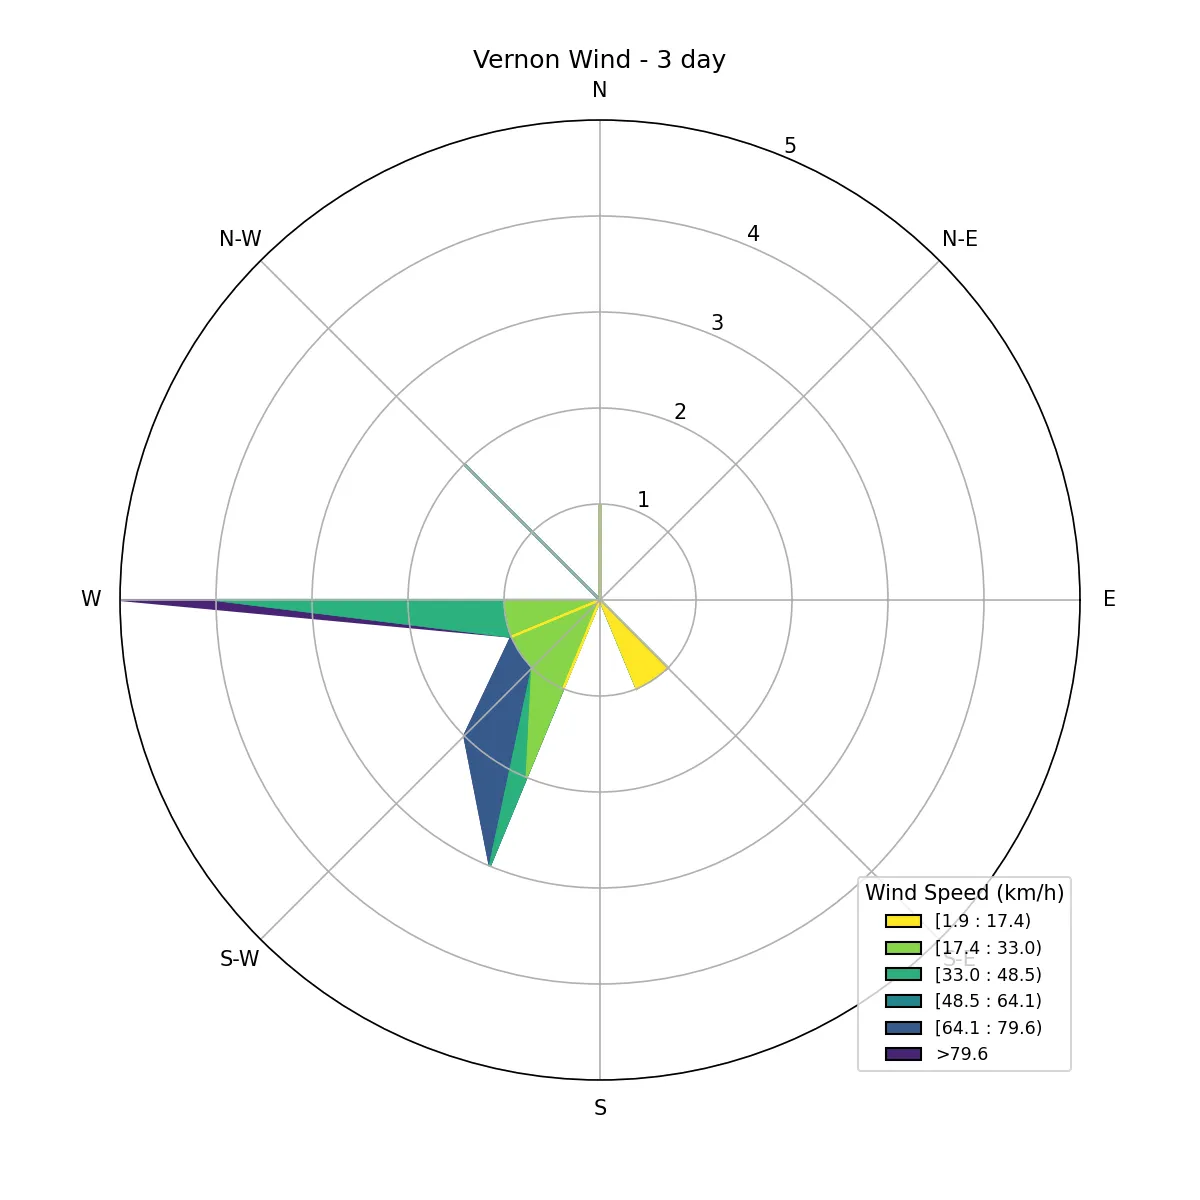 Vernon Wind - 3 day
N
5
N-W
N-E
4
3
2
1
W
E
S-W
S-E
S
Wind Speed (km/h)
[1.9 : 17.4)
[17.4 : 33.0)
[33.0 : 48.5)
[48.5 : 64.1)
[64.1 : 79.6)
>79.6